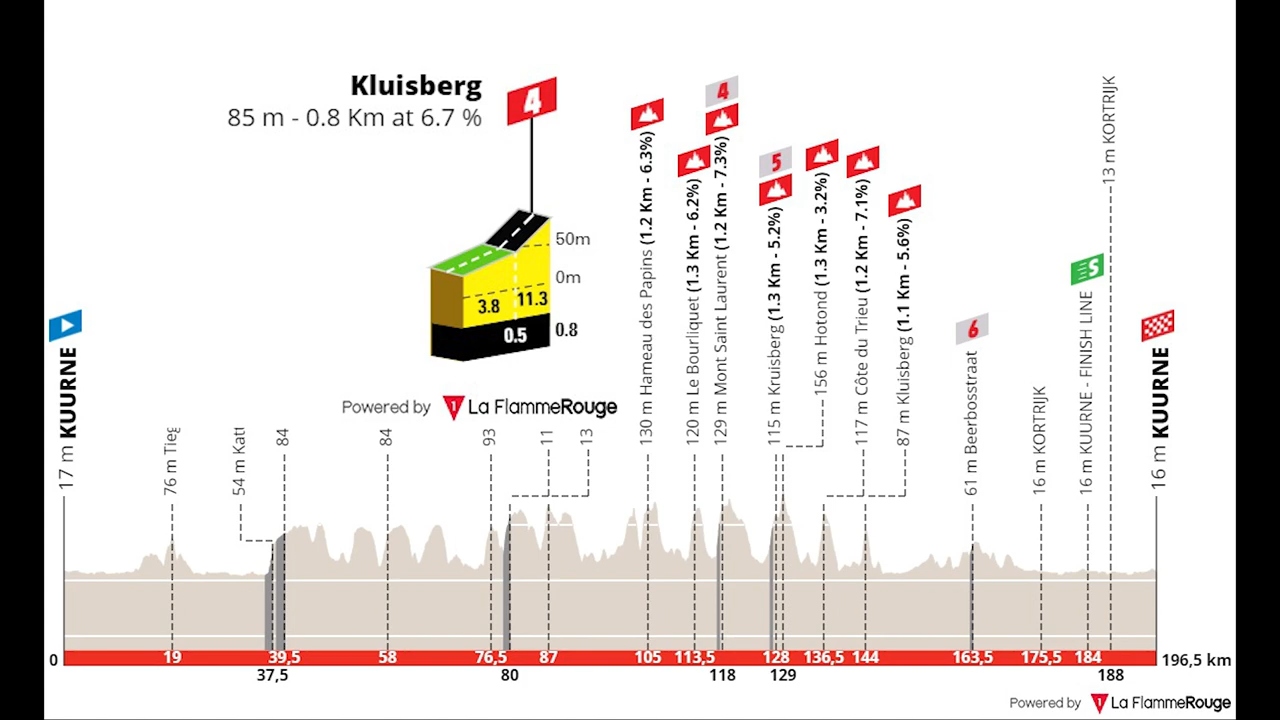 Kluisberg
85 m - 0.8 Km at 6.7 %
4
50m
0m
3.8
11.3
0.5
0.8
Powered by 1 La FlammeRouge
17 m KUURNE
76 m Tieg
54 m
84
84
93
11
13
130 m Hameau des Papins (1.2 Km - 6.3%)
120 m Le Bourliquet (1.3 Km - 6.2%)
4
129 m Mont Saint Laurent (1.2 Km - 7.3%)
5
115 m Kruisberg (1.3 Km - 5.2%)
156 m Hotond (1.3 Km - 3.2%)
117 m Côte du Trieu (1.2 Km - 7.1%)
87 m Kluisberg (1.1 Km - 5.6%)
6
61 m Beerbosstraat
16 m KORTRIJK
S
16 m KUURNE - FINISH LINE
13 m KORTRIJK
16 m KUURNE
0 19 39,5 58 76,5 87 105 113,5 128 136,5 144 163,5 175,5 184 196,5 km
37,5 80 118 129 188
Powered by 1 La FlammeRouge